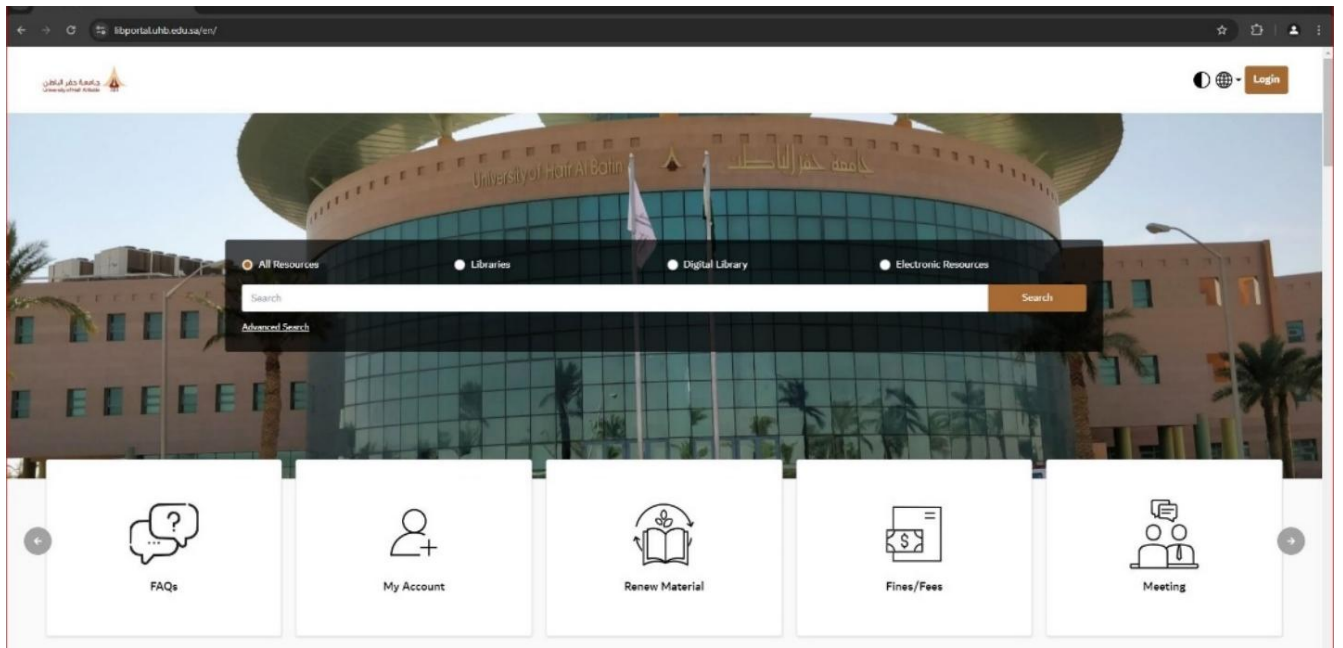 libportal.uhb.edu.sa/en/
جامعة حفر الباطن
University of Hafr Al Batin
Login
University of Hafr Al Batin
جامعة حفر الباطن
All Resources
Libraries
Digital Library
Electronic Resources
Search
Search
Advanced Search
FAQs
My Account
Renew Material
$
Fines/Fees
Meeting